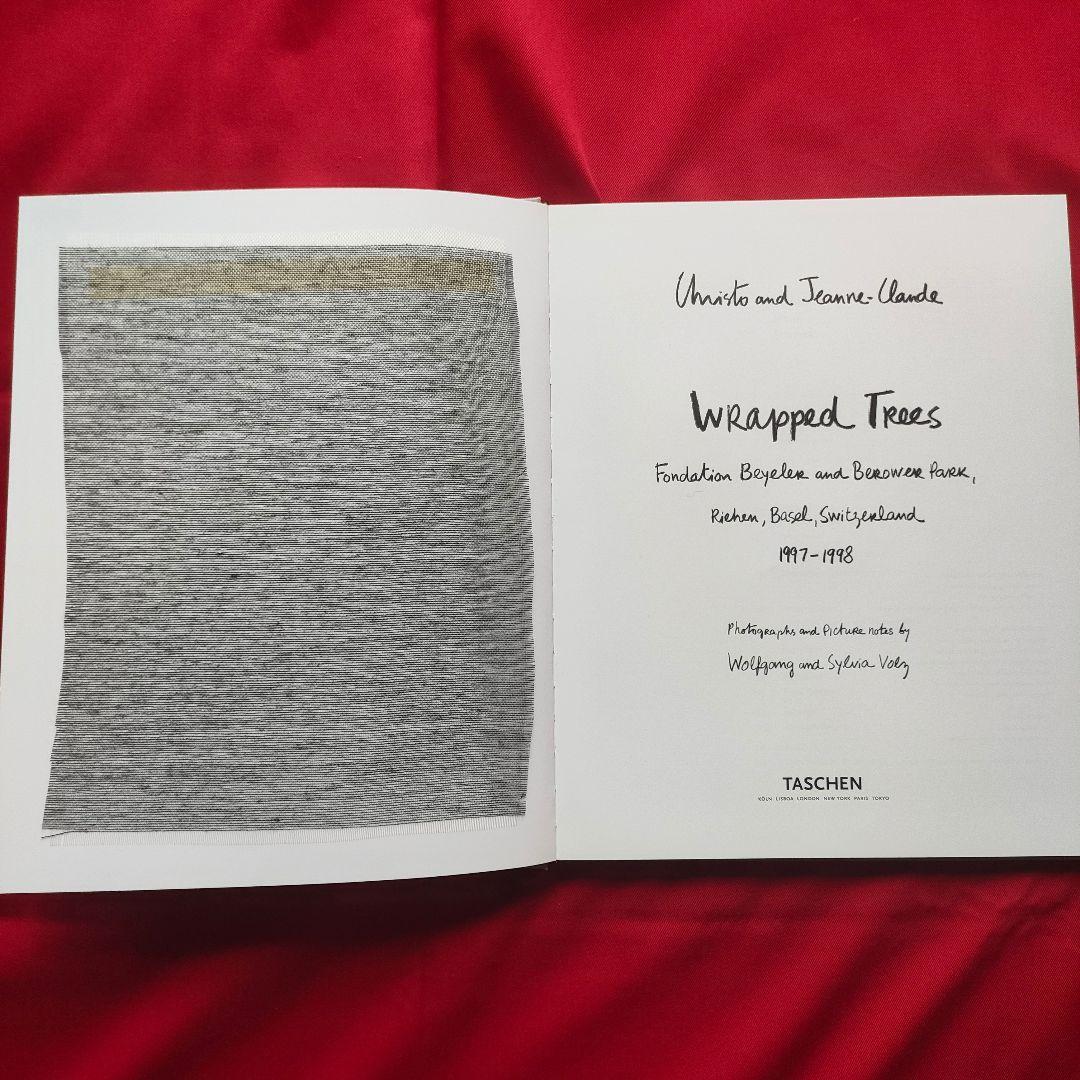 Christo and Jeanne-Claude
Wrapped Trees
Fondation Beyeler and Berower Park,
Riehen, Basel, Switzerland
1997-1998
Photographs and Picture notes by
Wolfgang and Sylvia Volz
TASCHEN
KÖLN LISBOA LONDON NEW YORK PARIS TOKYO